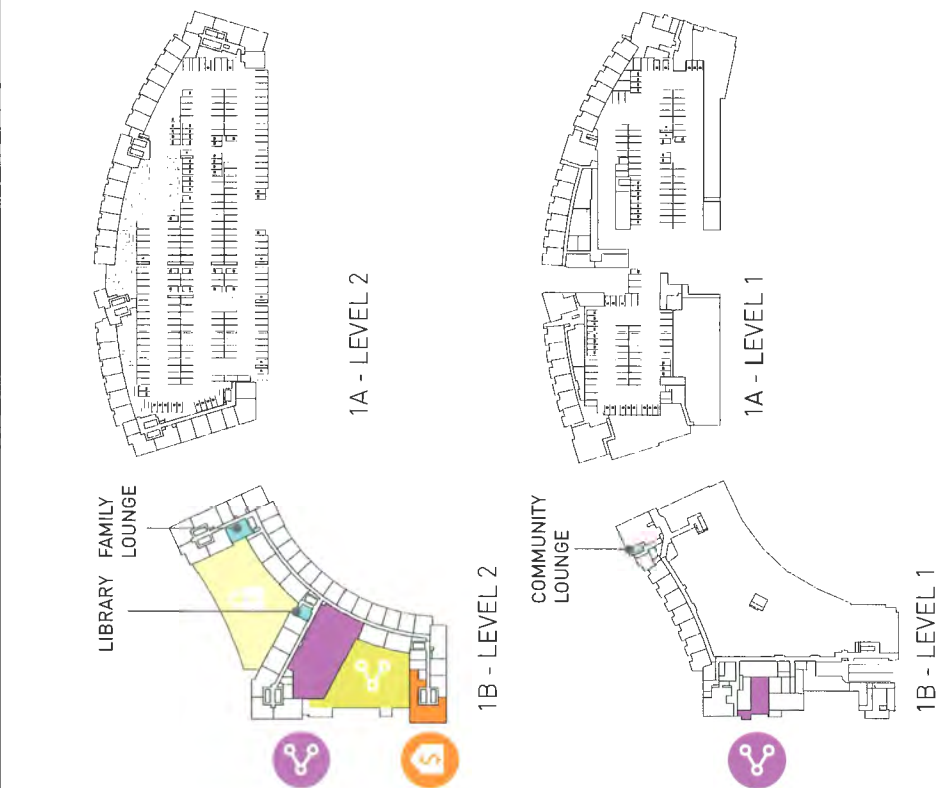 1A - LEVEL 2
1A - LEVEL 1
LIBRARY
FAMILY
LOUNGE
1B - LEVEL 2
$
COMMUNITY
LOUNGE
1B - LEVEL 1